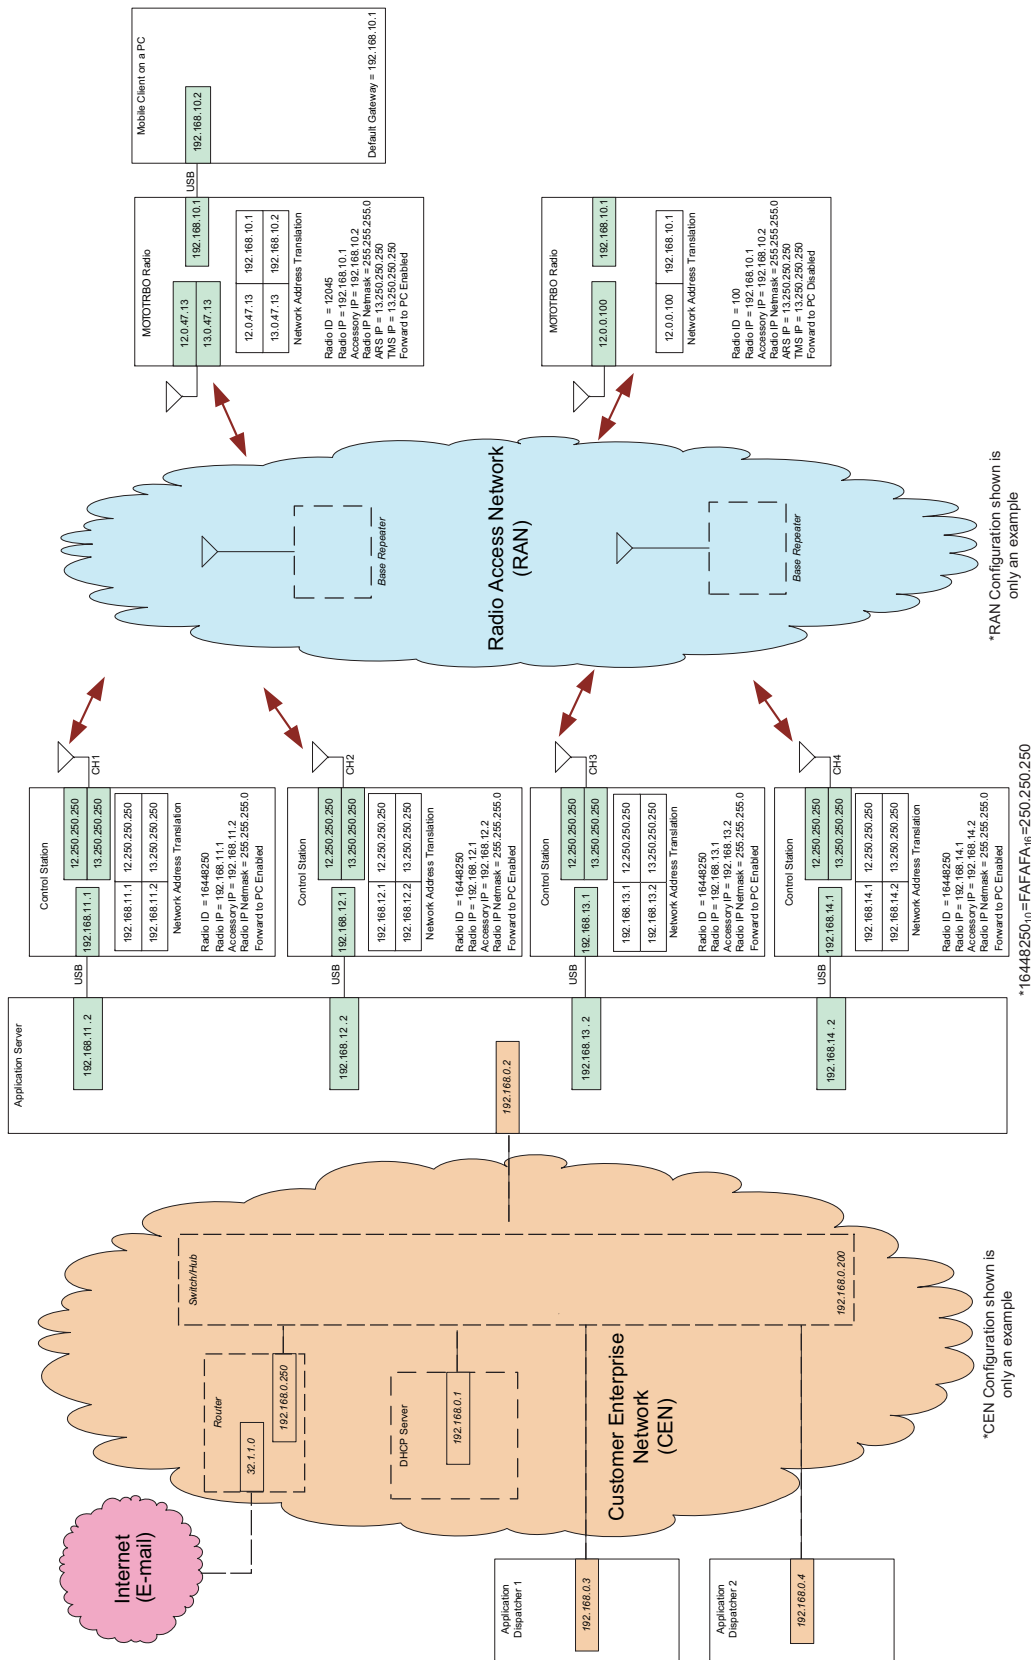 Internet
(E-mail)
Router
32.1.1.0
192.168.0.250
DHCP Server
192.168.0.1
Customer Enterprise
Network
(CEN)
Switch/Hub
192.168.0.200
Application
Dispatcher 1
192.168.0.3
Application
Dispatcher 2
192.168.0.4
*CEN Configuration shown is
only an example
Application Server
192.168.11 .2
192.168.12 .2
192.168.0.2
192.168.13 .2
192.168.14 .2
USB
Control Station
192.168.11.1
12.250.250.250
13.250.250.250
192.168.11.1 12.250.250.250
192.168.11.2 13.250.250.250
Network Address Translation
Radio ID = 16448250
Radio IP = 192.168.11.1
Accessory IP = 192.168.11.2
Radio IP Netmask = 255.255.255.0
Forward to PC Enabled
CH1
USB
Control Station
192.168.12.1
12.250.250.250
13.250.250.250
192.168.12.1 12.250.250.250
192.168.12.2 13.250.250.250
Network Address Translation
Radio ID = 16448250
Radio IP = 192.168.12.1
Accessory IP = 192.168.12.2
Radio IP Netmask = 255.255.255.0
Forward to PC Enabled
CH2
USB
Control Station
192.168.13.1
12.250.250.250
13.250.250.250
192.168.13.1 12.250.250.250
192.168.13.2 13.250.250.250
Network Address Translation
Radio ID = 16448250
Radio IP = 192.168.13.1
Accessory IP = 192.168.13.2
Radio IP Netmask = 255.255.255.0
Forward to PC Enabled
CH3
USB
Control Station
192.168.14.1
12.250.250.250
13.250.250.250
192.168.14.1 12.250.250.250
192.168.14.2 13.250.250.250
Network Address Translation
Radio ID = 16448250
Radio IP = 192.168.14.1
Accessory IP = 192.168.14.2
Radio IP Netmask = 255.255.255.0
Forward to PC Enabled
CH4
*16448250₁₀=FAFAFA₁₆=250.250.250
Base Repeater
Radio Access Network
(RAN)
Base Repeater
*RAN Configuration shown is
only an example
MOTOTRBO Radio
12.0.47.13
13.0.47.13
192.168.10.1
12.0.47.13 192.168.10.1
13.0.47.13 192.168.10.2
Network Address Translation
Radio ID = 12045
Radio IP = 192.168.10.1
Accessory IP = 192.168.10.2
Radio IP Netmask = 255.255.255.0
ARS IP = 13.250.250.250
TMS IP = 13.250.250.250
Forward to PC Enabled
USB
Mobile Client on a PC
192.168.10.2
Default Gateway = 192.168.10.1
MOTOTRBO Radio
12.0.0.100
192.168.10.1
12.0.0.100 192.168.10.1
Network Address Translation
Radio ID = 100
Radio IP = 192.168.10.1
Accessory IP = 192.168.10.2
Radio IP Netmask = 255.255.255.0
ARS IP = 13.250.250.250
TMS IP = 13.250.250.250
Forward to PC Disabled